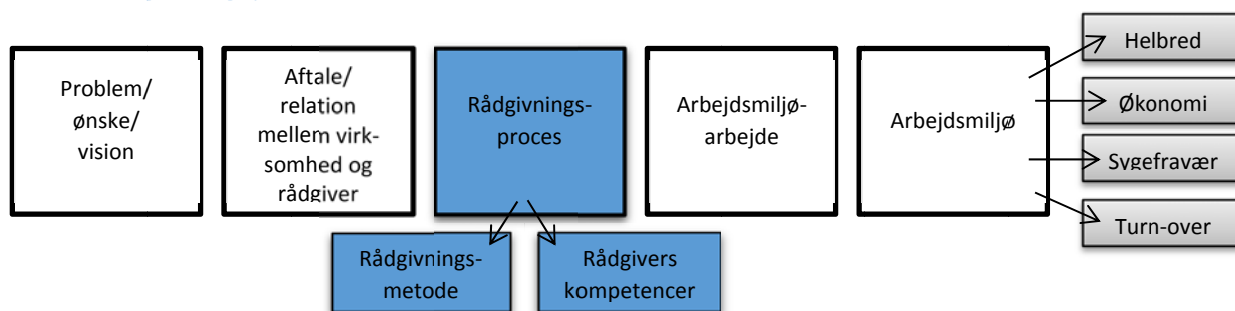 Problem/
ønske/
vision
Aftale/
relation
mellem virk-
somhed og
rådgiver
Rådgivnings-
proces
Arbejdsmiljø-
arbejde
Arbejdsmiljø
Helbred
Økonomi
Sygefravær
Turn-over
Rådgivnings-
metode
Rådgivers
kompetencer